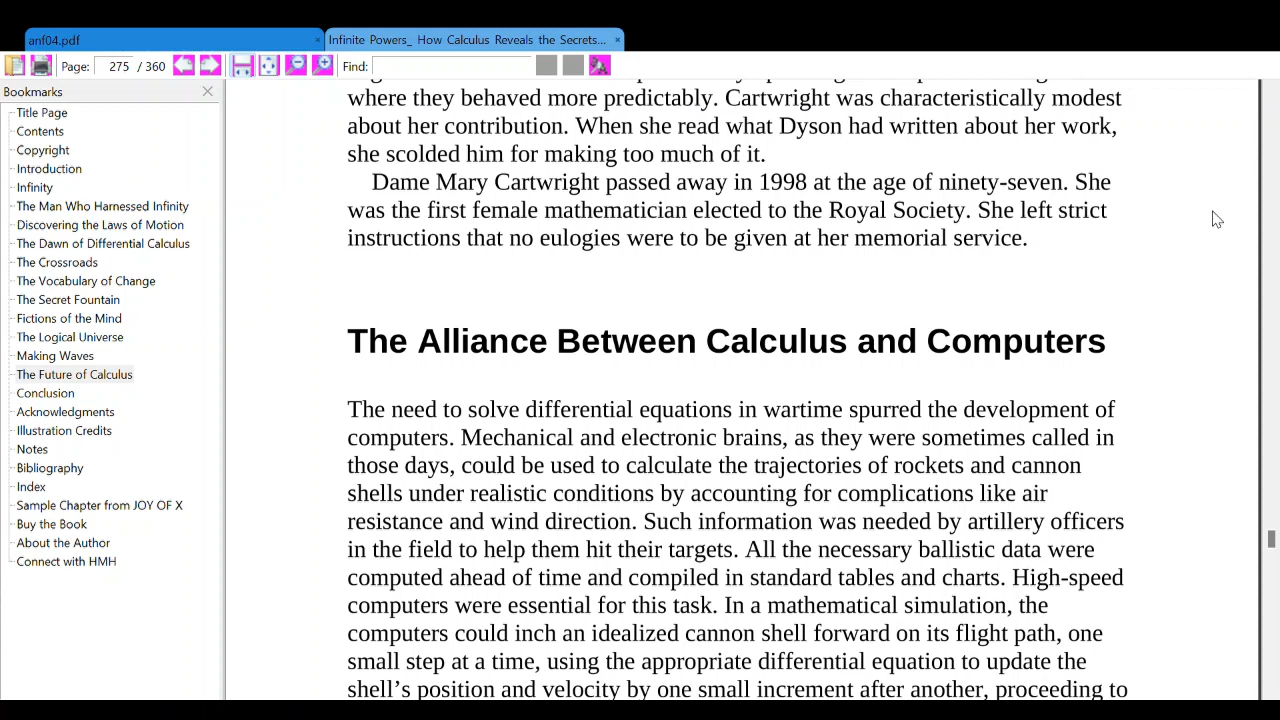 anf04.pdf
Infinite Powers_ How Calculus Reveals the Secrets...
Page: 275 / 360
Find:
Bookmarks
Title Page
Contents
Copyright
Introduction
Infinity
The Man Who Harnessed Infinity
Discovering the Laws of Motion
The Dawn of Differential Calculus
The Crossroads
The Vocabulary of Change
The Secret Fountain
Fictions of the Mind
The Logical Universe
Making Waves
The Future of Calculus
Conclusion
Acknowledgments
Illustration Credits
Notes
Bibliography
Index
Sample Chapter from JOY OF X
Buy the Book
About the Author
Connect with HMH
where they behaved more predictably. Cartwright was characteristically modest
about her contribution. When she read what Dyson had written about her work,
she scolded him for making too much of it.
Dame Mary Cartwright passed away in 1998 at the age of ninety-seven. She
was the first female mathematician elected to the Royal Society. She left strict
instructions that no eulogies were to be given at her memorial service.
The Alliance Between Calculus and Computers
The need to solve differential equations in wartime spurred the development of
computers. Mechanical and electronic brains, as they were sometimes called in
those days, could be used to calculate the trajectories of rockets and cannon
shells under realistic conditions by accounting for complications like air
resistance and wind direction. Such information was needed by artillery officers
in the field to help them hit their targets. All the necessary ballistic data were
computed ahead of time and compiled in standard tables and charts. High-speed
computers were essential for this task. In a mathematical simulation, the
computers could inch an idealized cannon shell forward on its flight path, one
small step at a time, using the appropriate differential equation to update the
shell’s position and velocity by one small increment after another, proceeding to